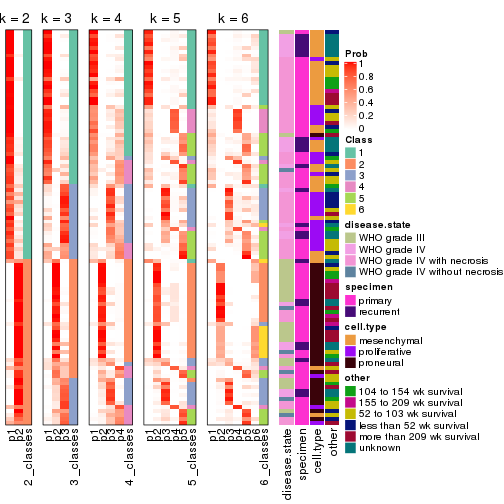 k = 2 k = 3 k = 4 k = 5 k = 6
Prob
1
0.8
0.6
0.4
0.2
0
Class
1
2
3
4
5
6
disease.state
WHO grade III
WHO grade IV
WHO grade IV with necrosis
WHO grade IV without necrosis
specimen
primary
recurrent
cell.type
mesenchymal
proliferative
proneural
other
104 to 154 wk survival
155 to 209 wk survival
52 to 103 wk survival
less than 52 wk survival
more than 209 wk survival
unknown
p1
p2
2_classes
p1
p2
p3
3_classes
p1
p2
p3
p4
4_classes
p1
p2
p3
p4
p5
5_classes
p1
p2
p3
p4
p5
p6
6_classes
disease.state
specimen
cell.type
other